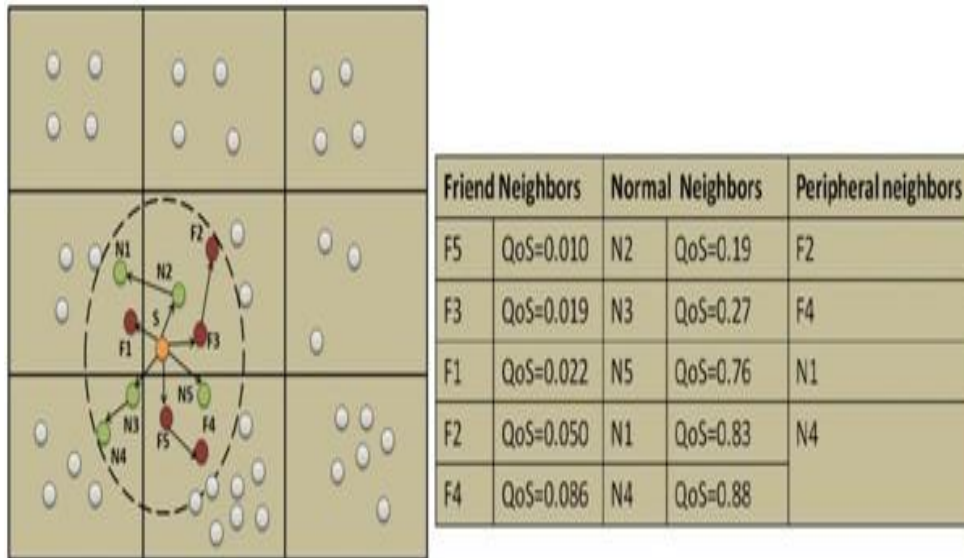 F2
N1
N2
S
F1
F3
N5
N3
F4
F5
N4
Friend Neighbors Normal Neighbors Peripheral neighbors
F5 QoS=0.010 N2 QoS=0.19 F2
F3 QoS=0.019 N3 QoS=0.27 F4
F1 QoS=0.022 N5 QoS=0.76 N1
F2 QoS=0.050 N1 QoS=0.83 N4
F4 QoS=0.086 N4 QoS=0.88